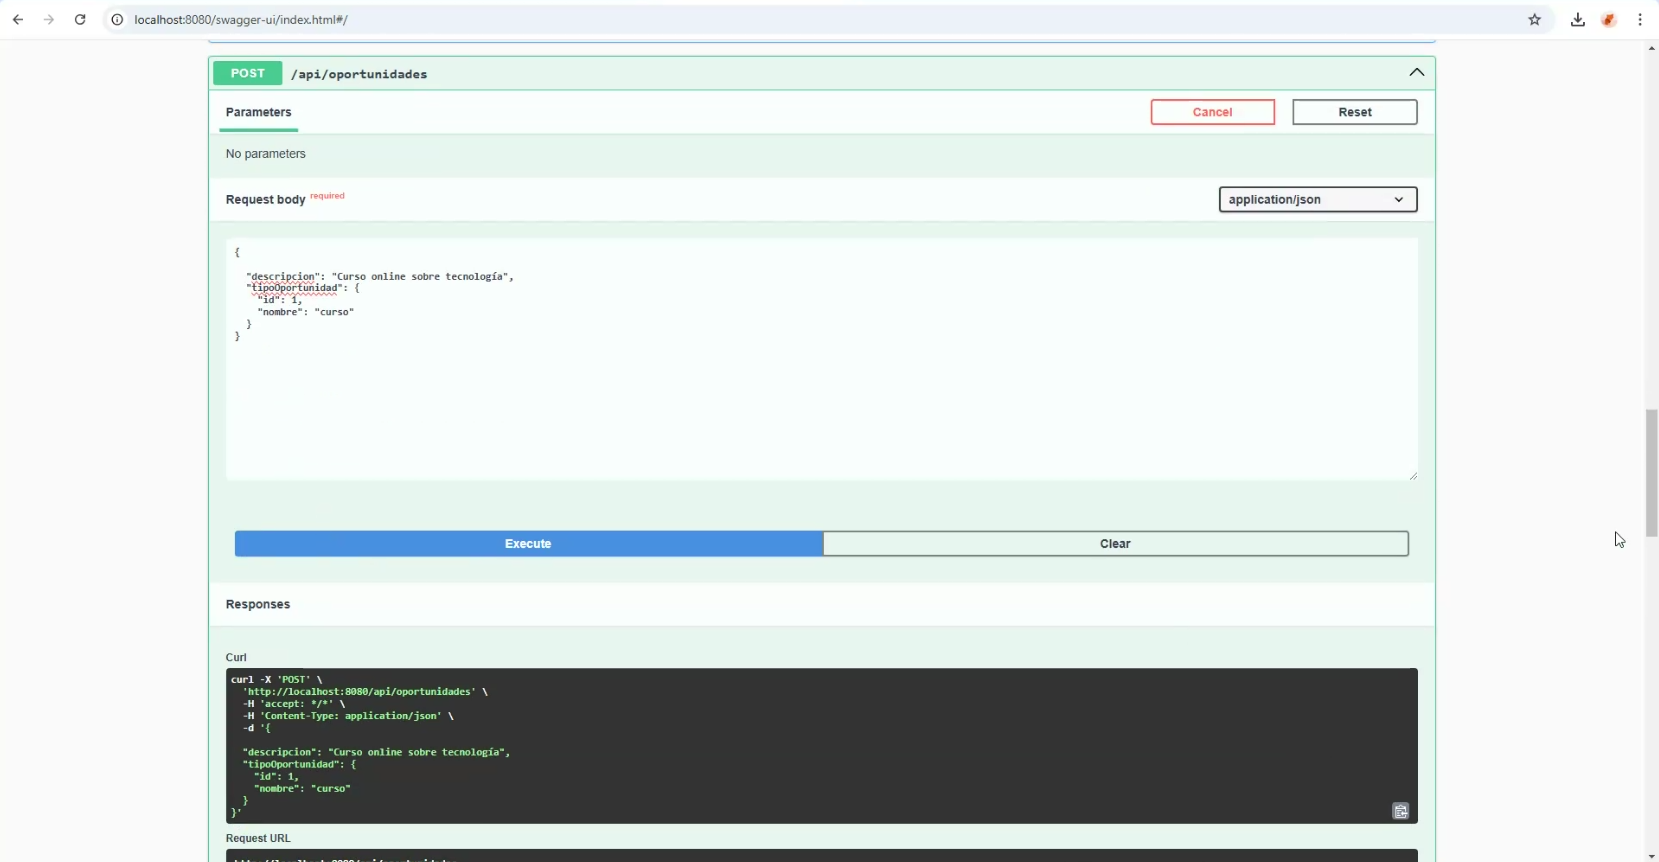 localhost:8080/swagger-ui/index.html#/
POST /api/oportunidades
Parameters
Cancel
Reset
No parameters
Request body required
application/json
{
"descripcion": "Curso online sobre tecnología",
"tipoOportunidad": {
"id": 1,
"nombre": "curso"
}
}
Execute
Clear
Responses
Curl
curl -X 'POST' \
'http://localhost:8080/api/oportunidades' \
-H 'accept: */*' \
-H 'Content-Type: application/json' \
-d '{
"descripcion": "Curso online sobre tecnología",
"tipoOportunidad": {
"id": 1,
"nombre": "curso"
}
}'
Request URL